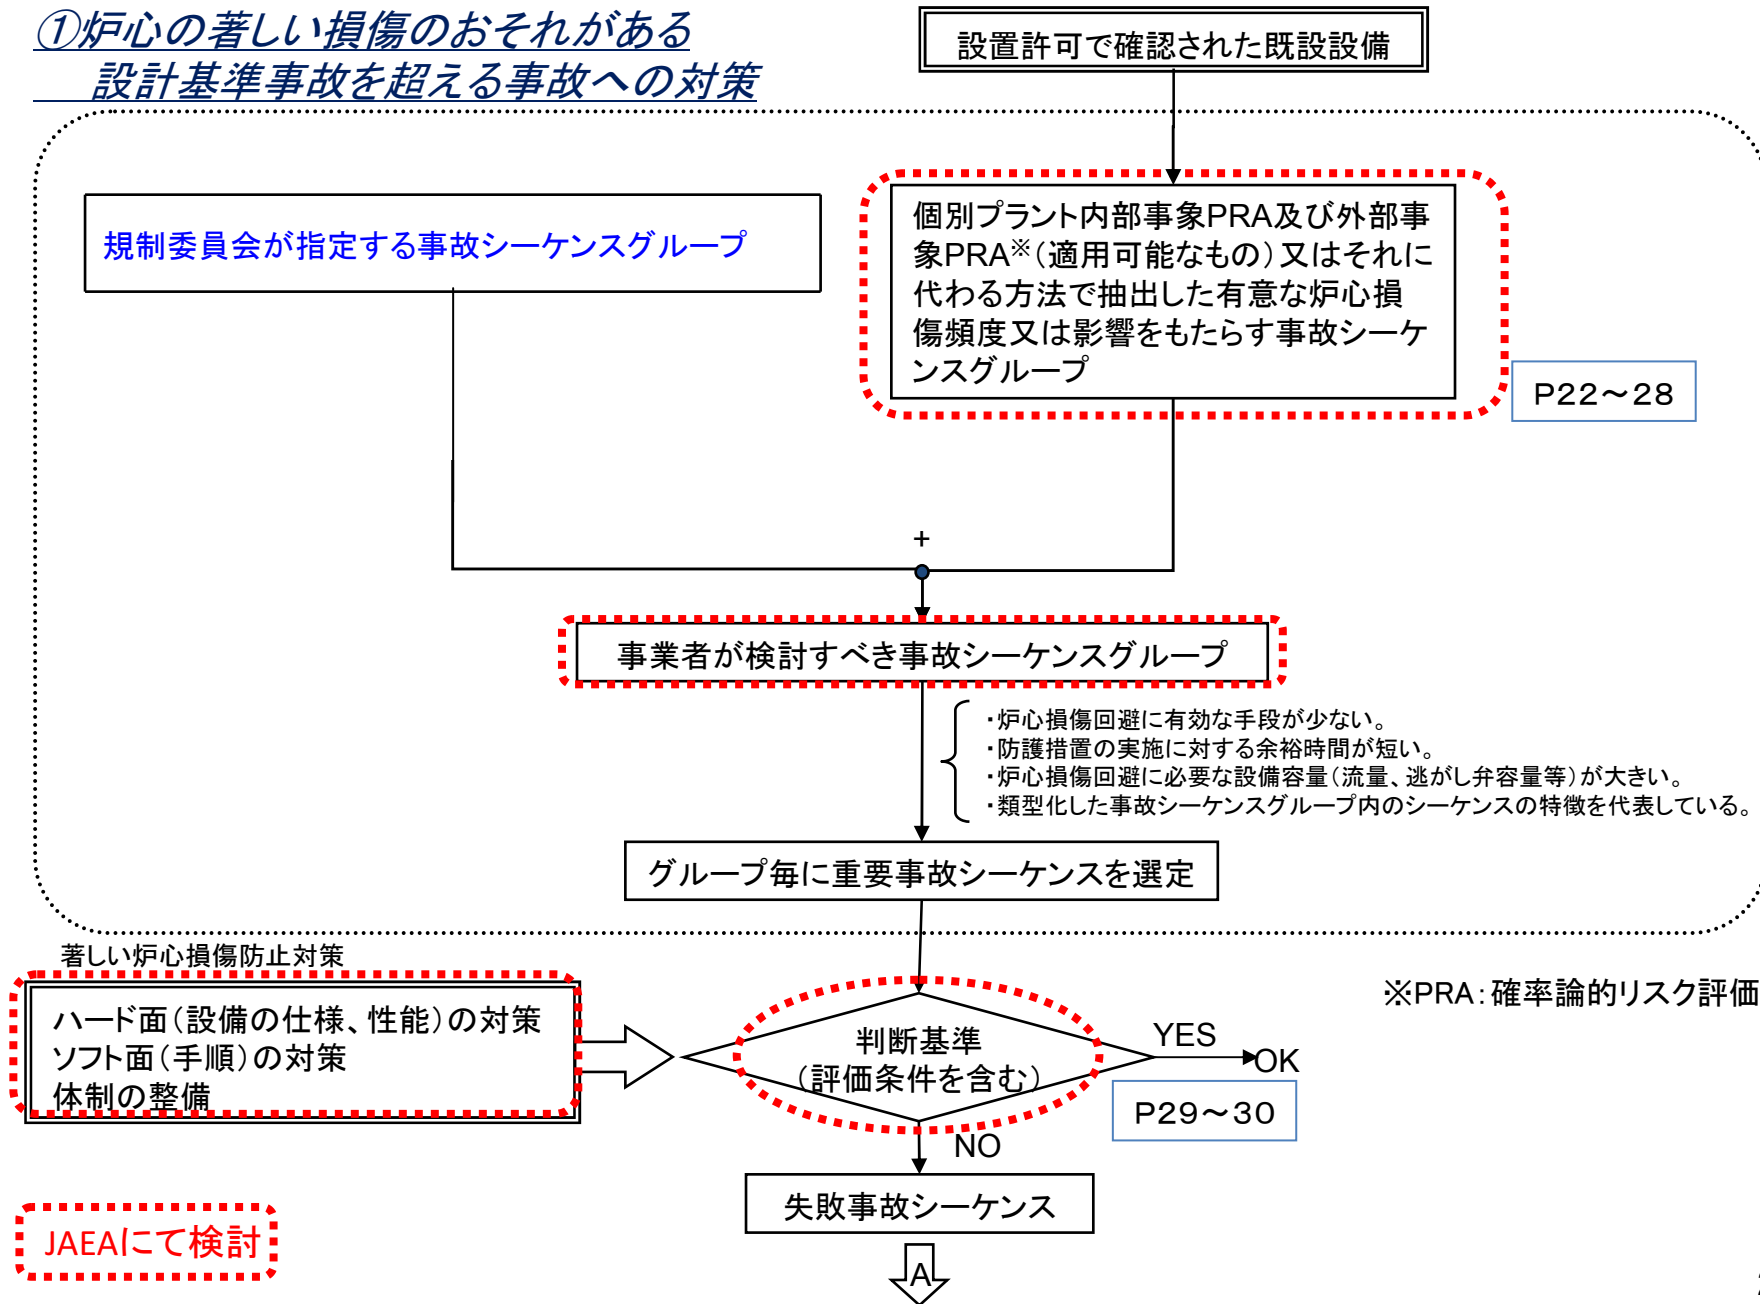 ①炉心の著しい損傷のおそれがある
設計基準事故を超える事故への対策
設置許可で確認された既設設備
規制委員会が指定する事故シーケンスグループ
個別プラント内部事象PRA及び外部事
象PRA※(適用可能なもの)又はそれに
代わる方法で抽出した有意な炉心損
傷頻度又は影響をもたらす事故シーケ
ンスグループ
P22～28
+
事業者が検討すべき事故シーケンスグループ
・炉心損傷回避に有効な手段が少ない。
・防護措置の実施に対する余裕時間が短い。
・炉心損傷回避に必要な設備容量(流量、逃がし弁容量等)が大きい。
・類型化した事故シーケンスグループ内のシーケンスの特徴を代表している。
グループ毎に重要事故シーケンスを選定
著しい炉心損傷防止対策
ハード面(設備の仕様、性能)の対策
ソフト面(手順)の対策
体制の整備
※PRA:確率論的リスク評価
判断基準
(評価条件を含む)
YES
OK
P29～30
NO
失敗事故シーケンス
JAEAにて検討
A